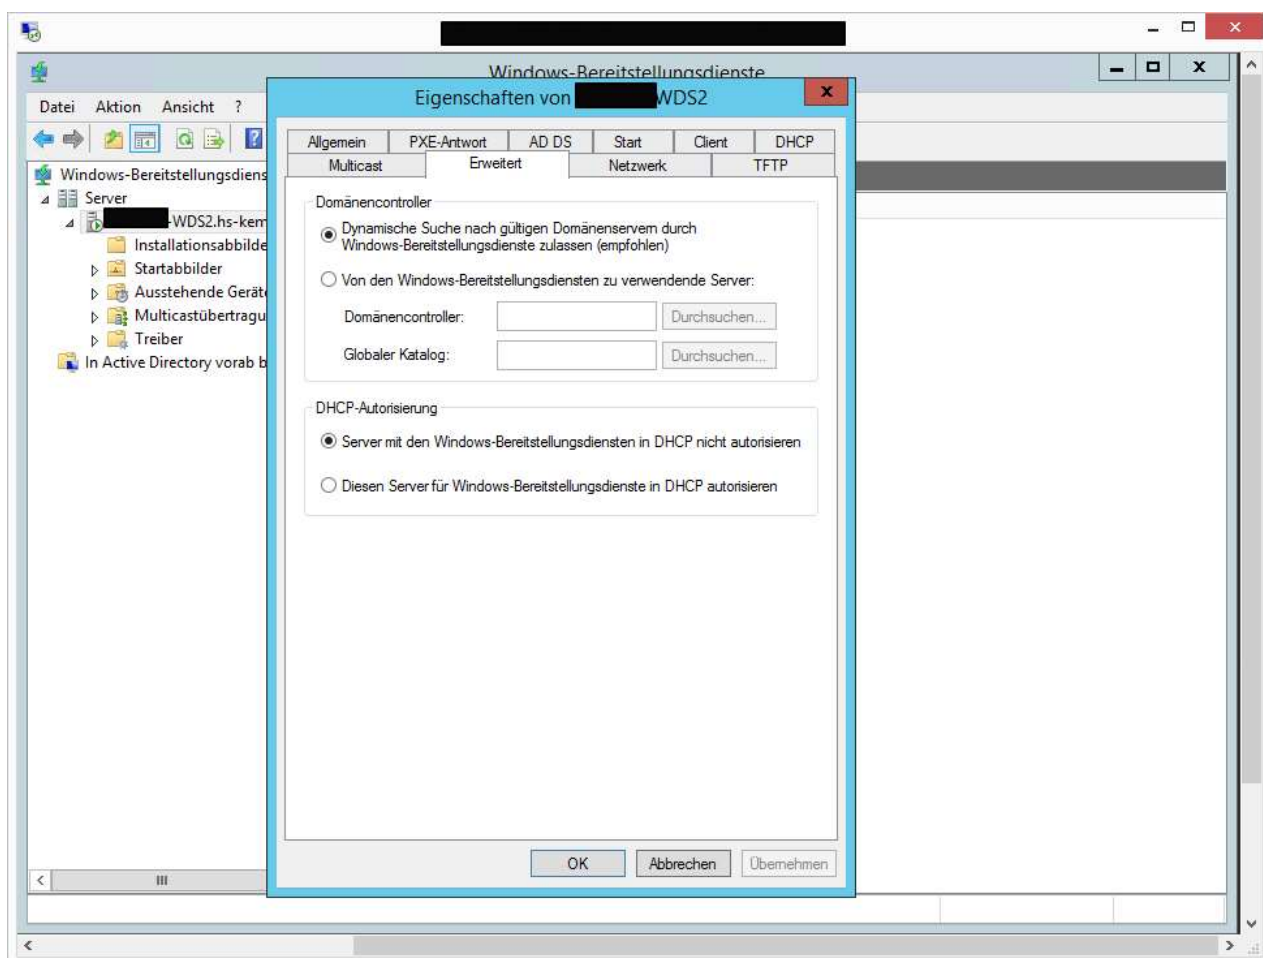 Windows-Bereitstellungsdienste
Datei Aktion Ansicht ?
Windows-Bereitstellungsdiens
Server
-WDS2.hs-kem
Installationsabbilde
Startabbilder
Ausstehende Geräte
Multicastübertragu
Treiber
In Active Directory vorab b
Eigenschaften von WDS2
x
Allgemein PXE-Antwort AD DS Start Client DHCP
Multicast Erweitert Netzwerk TFTP
Domänencontroller
Dynamische Suche nach gültigen Domänenservern durch
Windows-Bereitstellungsdienste zulassen (empfohlen)
Von den Windows-Bereitstellungsdiensten zu verwendende Server:
Domänencontroller: Durchsuchen...
Globaler Katalog: Durchsuchen...
DHCP-Autorisierung
Server mit den Windows-Bereitstellungsdiensten in DHCP nicht autorisieren
Diesen Server für Windows-Bereitstellungsdienste in DHCP autorisieren
OK Abbrechen Übernehmen